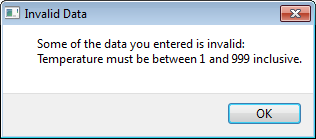 Invalid Data
Some of the data you entered is invalid:
Temperature must be between 1 and 999 inclusive.
OK